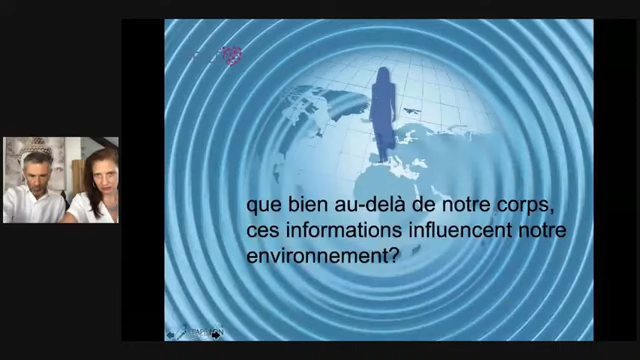 que bien au-delà de notre corps,
ces informations influencent notre
environnement?